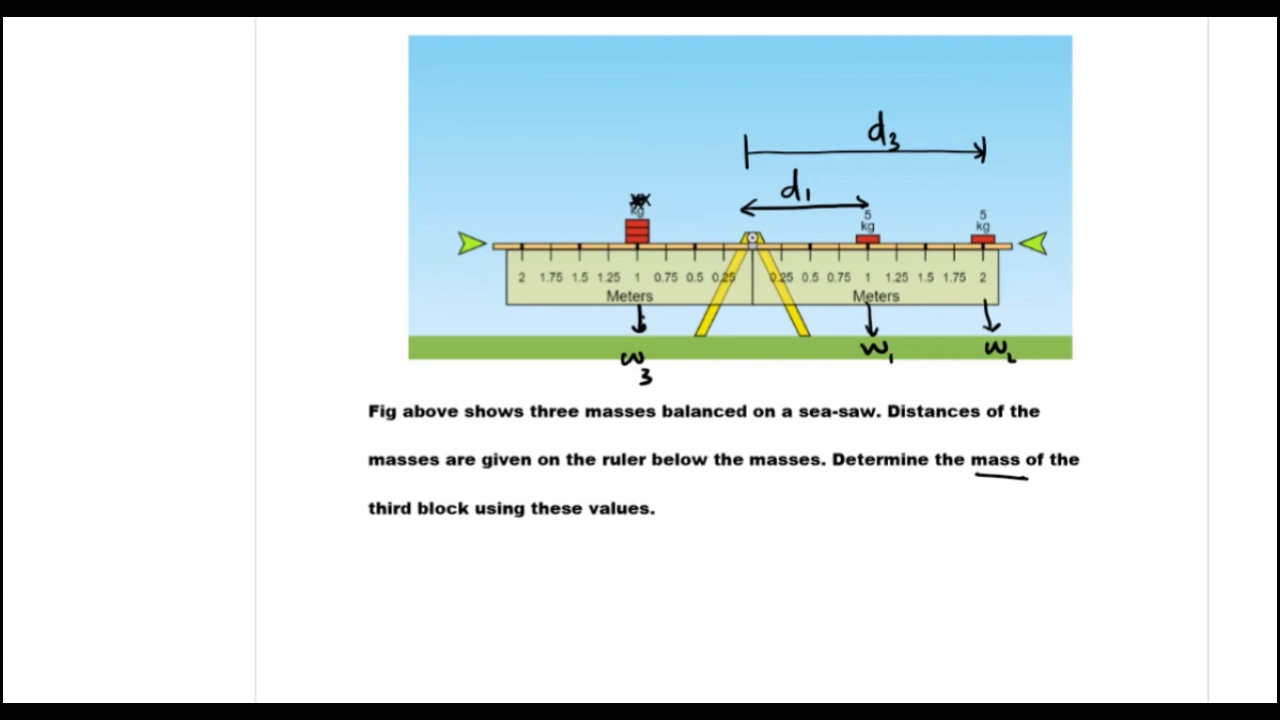 d3
d1
kg
5
kg
5
kg
2 1.75 1.5 1.25 1 0.75 0.5 0.25 0.25 0.5 0.75 1 1.25 1.5 1.75 2
Meters Meters
w3
w1
w2
Fig above shows three masses balanced on a sea-saw. Distances of the
masses are given on the ruler below the masses. Determine the mass of the
third block using these values.